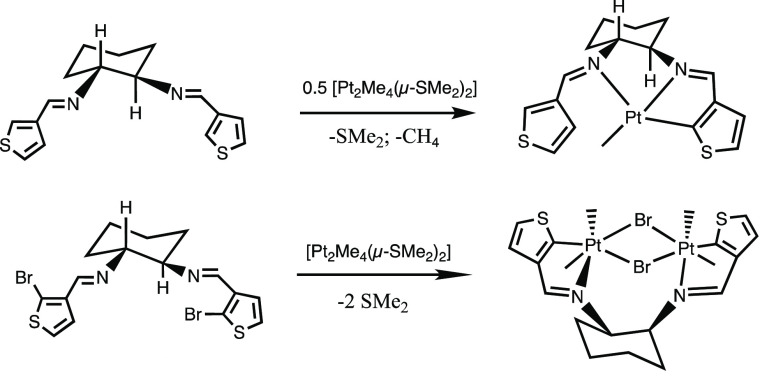 H
H
N
N
S
S
0.5 [Pt2Me4(μ-SMe2)2]
-SMe2; -CH4
H
H
N
N
Pt
S
S
H
H
N
N
Br
Br
S
S
[Pt2Me4(μ-SMe2)2]
-2 SMe2
S
S
Br
Br
Pt
Pt
N
N